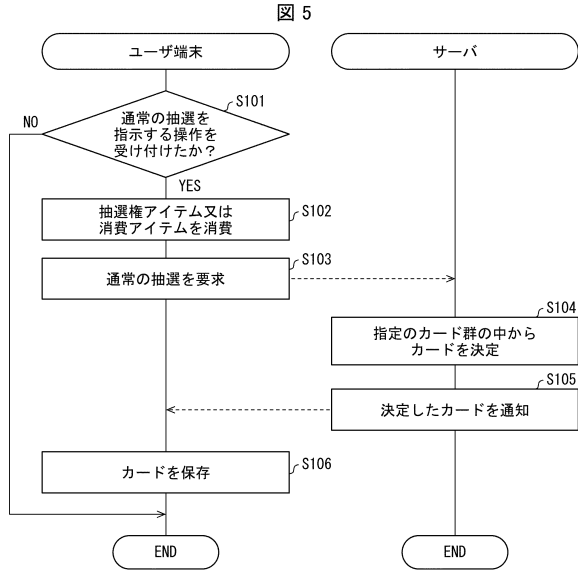 図 5
ユーザ端末
サーバ
S101
通常の抽選を
指示する操作を
受け付けたか？
NO
YES
S102
抽選権アイテム又は
消費アイテムを消費
S103
通常の抽選を要求
S104
指定のカード群の中から
カードを決定
S105
決定したカードを通知
S106
カードを保存
END
END